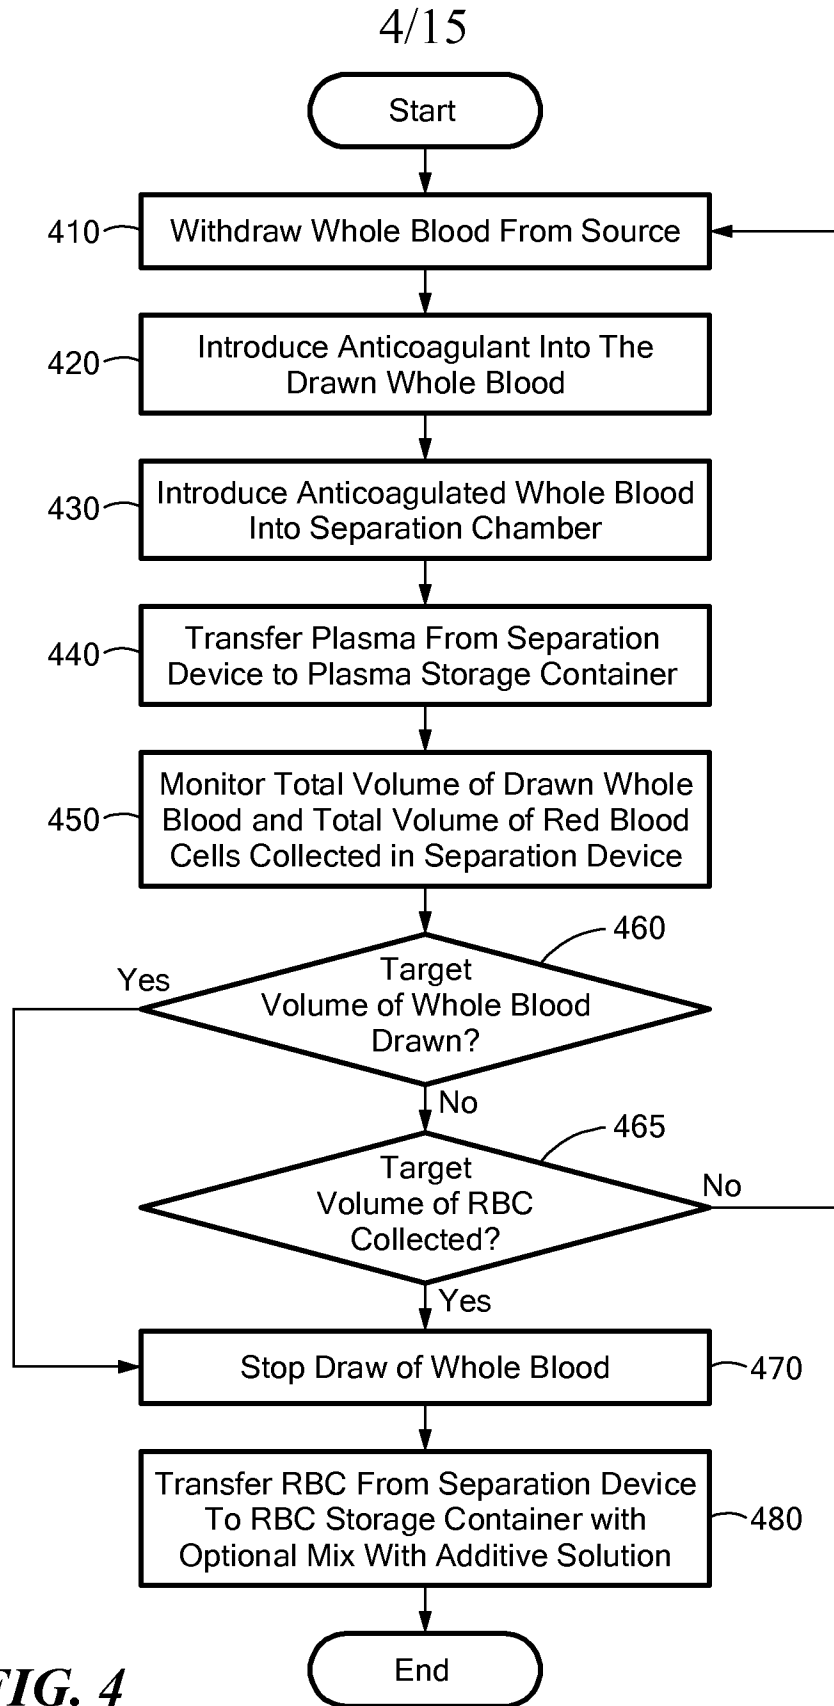 4/15
Start
410
Withdraw Whole Blood From Source
420
Introduce Anticoagulant Into The
Drawn Whole Blood
430
Introduce Anticoagulated Whole Blood
Into Separation Chamber
440
Transfer Plasma From Separation
Device to Plasma Storage Container
450
Monitor Total Volume of Drawn Whole
Blood and Total Volume of Red Blood
Cells Collected in Separation Device
460
Yes
Target
Volume of Whole Blood
Drawn?
No
465
Target
Volume of RBC
Collected?
No
Yes
Stop Draw of Whole Blood
470
Transfer RBC From Separation Device
To RBC Storage Container with
Optional Mix With Additive Solution
480
End
FIG. 4